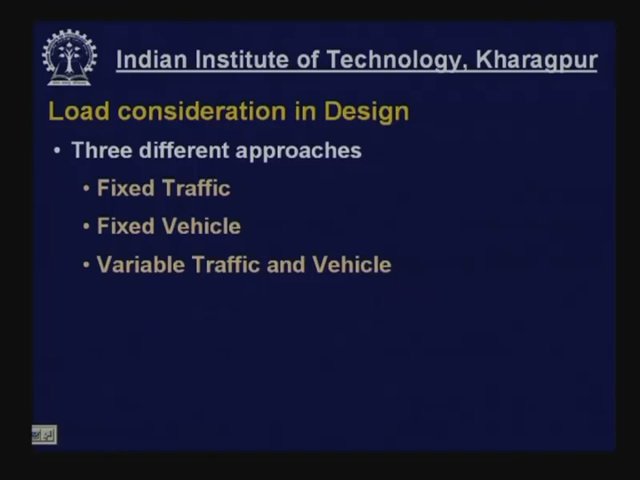 Indian Institute of Technology, Kharagpur
Load consideration in Design
• Three different approaches
• Fixed Traffic
• Fixed Vehicle
• Variable Traffic and Vehicle